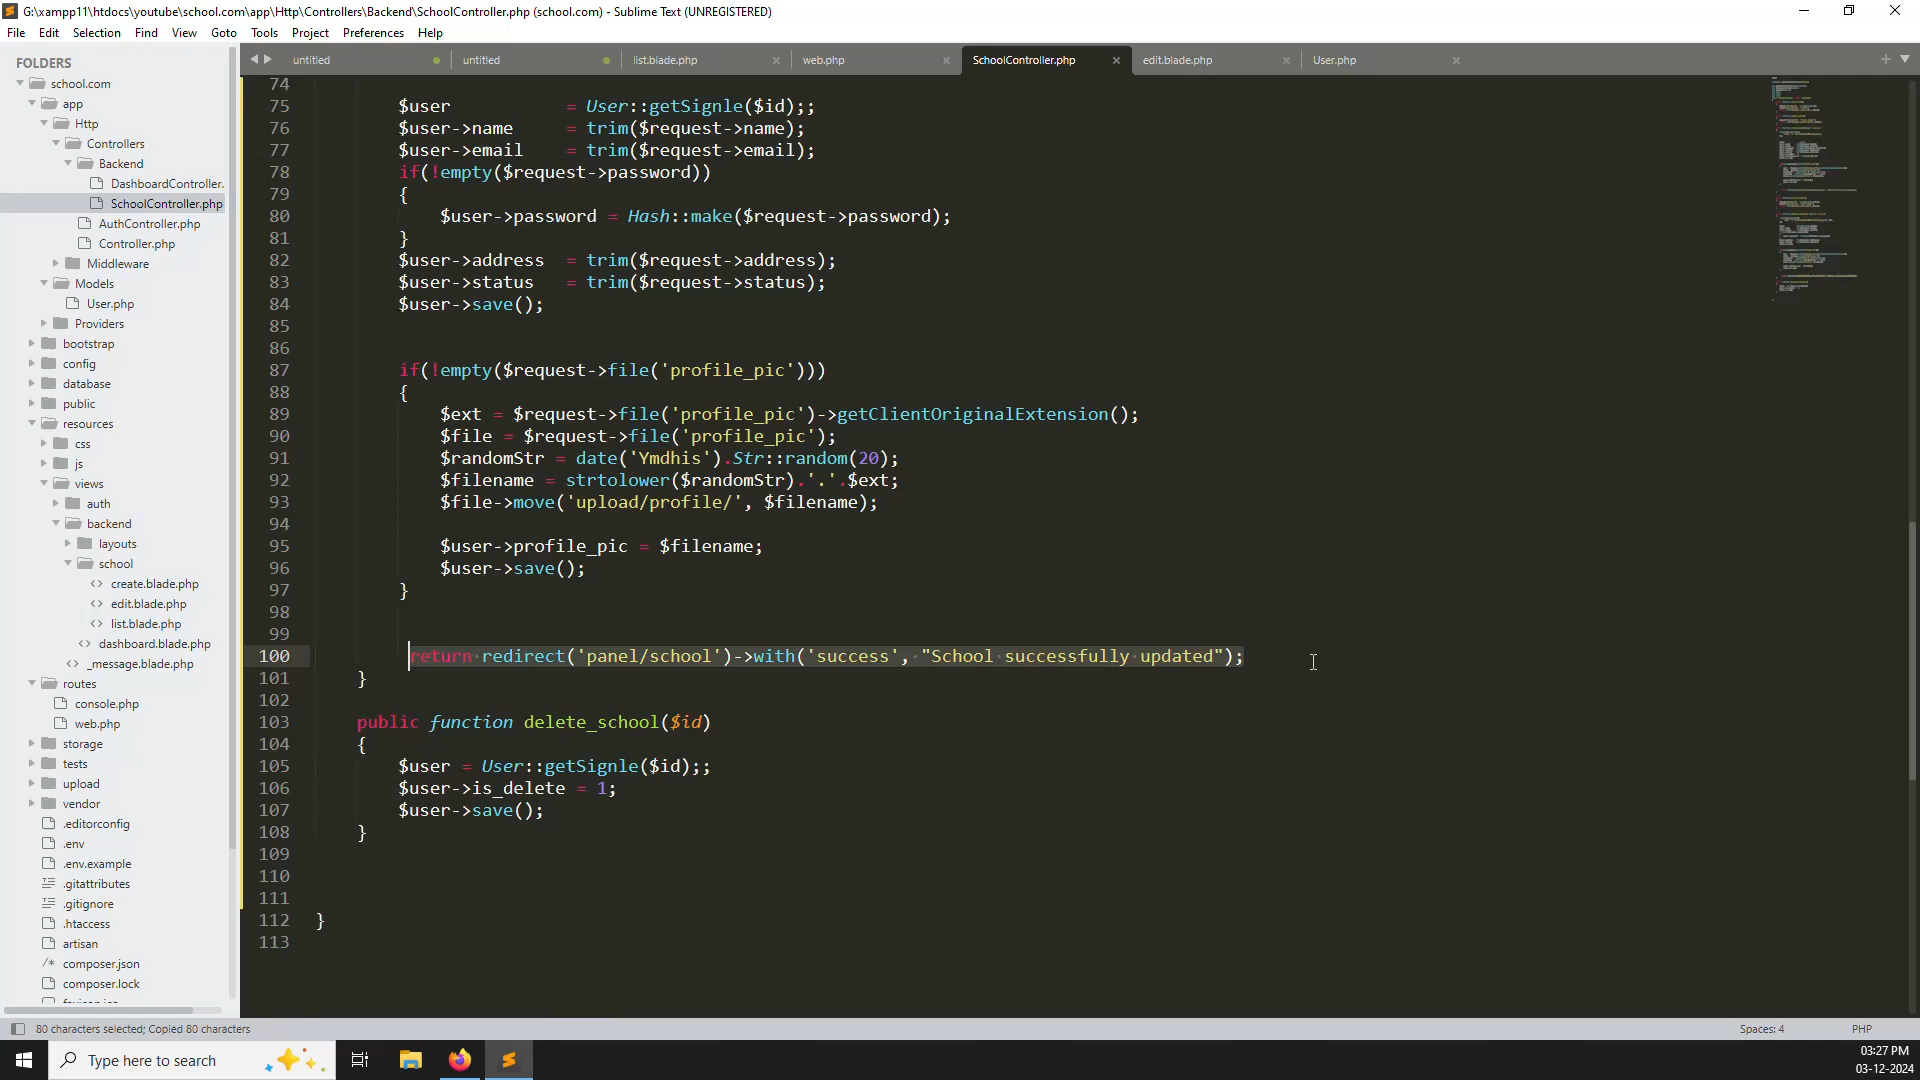 G:\xampp11\htdocs\youtube\school.com\app\Http\Controllers\Backend\SchoolController.php (school.com) - Sublime Text (UNREGISTERED)
File Edit Selection Find View Goto Tools Project Preferences Help
FOLDERS
school.com
app
Http
Controllers
Backend
DashboardController.
SchoolController.php
AuthController.php
Controller.php
Middleware
Models
User.php
Providers
bootstrap
config
database
public
resources
css
js
views
auth
backend
layouts
school
create.blade.php
edit.blade.php
list.blade.php
dashboard.blade.php
_message.blade.php
routes
console.php
web.php
storage
tests
upload
vendor
.editorconfig
.env
.env.example
.gitattributes
.gitignore
.htaccess
artisan
composer.json
composer.lock
untitled untitled list.blade.php web.php SchoolController.php edit.blade.php User.php
74
75 $user = User::getSignle($id);;
76 $user->name = trim($request->name);
77 $user->email = trim($request->email);
78 if(!empty($request->password))
79 {
80 $user->password = Hash::make($request->password);
81 }
82 $user->address = trim($request->address);
83 $user->status = trim($request->status);
84 $user->save();
85
86
87 if(!empty($request->file('profile_pic')))
88 {
89 $ext = $request->file('profile_pic')->getClientOriginalExtension();
90 $file = $request->file('profile_pic');
91 $randomStr = date('Ymdhis').Str::random(20);
92 $filename = strtolower($randomStr).'.'.$ext;
93 $file->move('upload/profile/', $filename);
94
95 $user->profile_pic = $filename;
96 $user->save();
97 }
98
99
100 return redirect('panel/school')->with('success', "School successfully updated");
101 }
102
103 public function delete_school($id)
104 {
105 $user = User::getSignle($id);;
106 $user->is_delete = 1;
107 $user->save();
108 }
109
110
111
112 }
113
80 characters selected; Copied 80 characters
Spaces: 4 PHP
Type here to search
03:27 PM
03-12-2024